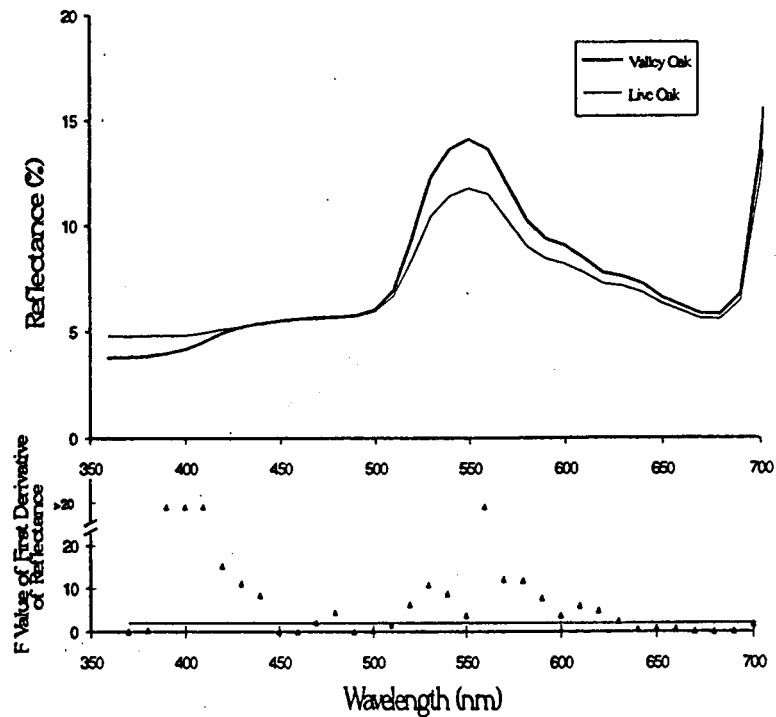 20
15
10
5
0
Reflectance (%)
Valley Oak
Live Oak
350 400 450 500 550 600 650 700
F Value of First Derivative
of Reflectance
>20
20
10
0
350 400 450 500 550 600 650 700
Wavelength (nm)